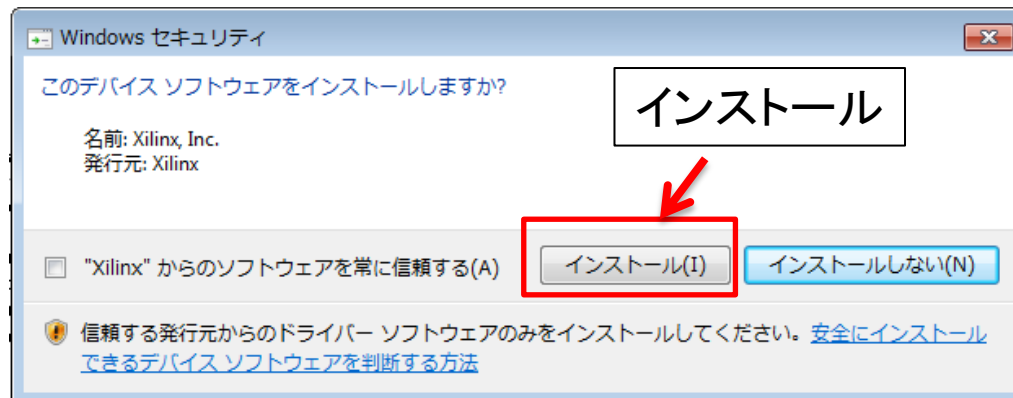 Windows セキュリティ
このデバイス ソフトウェアをインストールしますか?
インストール
名前: Xilinx, Inc.
発行元: Xilinx
"Xilinx" からのソフトウェアを常に信頼する(A)
インストール(I)
インストールしない(N)
信頼する発行元からのドライバー ソフトウェアのみをインストールしてください。安全にインストール
できるデバイス ソフトウェアを判断する方法